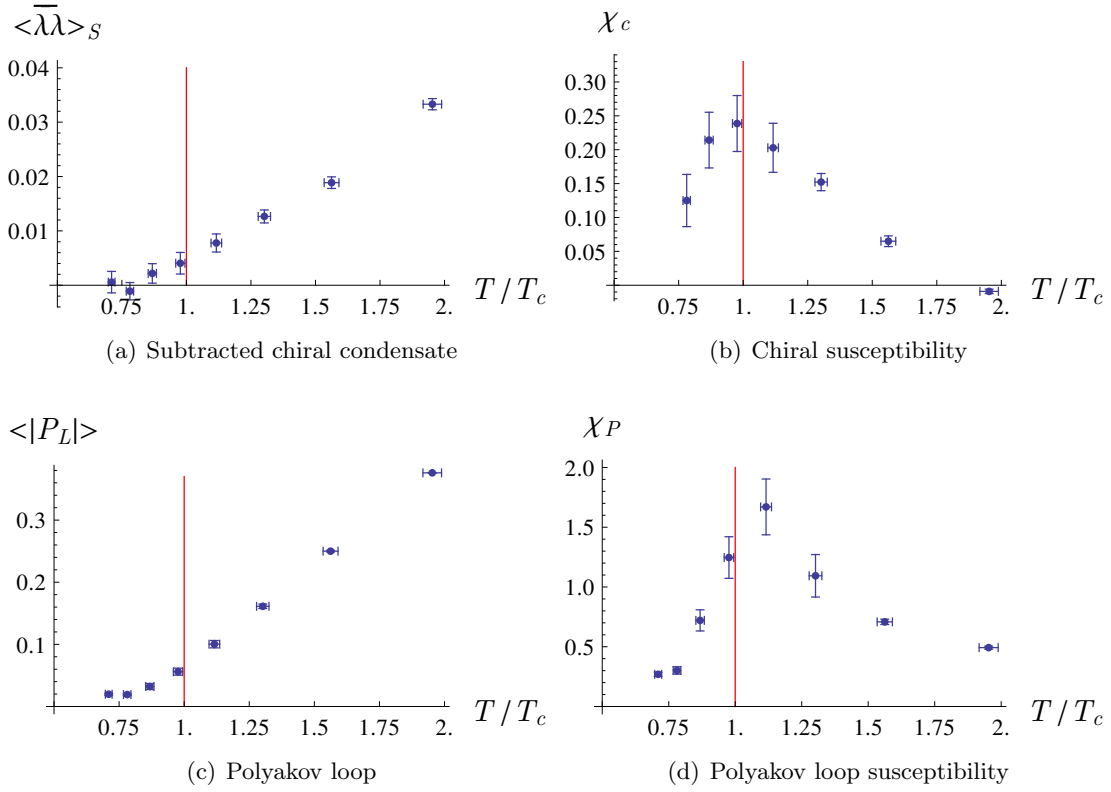 <λ̅λ̅>_S
0.04
0.03
0.02
0.01
0.75 1. 1.25 1.5 1.75 2.
T / T_c
(a) Subtracted chiral condensate
χ_c
0.30
0.25
0.20
0.15
0.10
0.05
0.75 1. 1.25 1.5 1.75 2.
T / T_c
(b) Chiral susceptibility
<|P_L|>
0.3
0.2
0.1
0.75 1. 1.25 1.5 1.75 2.
T / T_c
(c) Polyakov loop
χ_P
2.0
1.5
1.0
0.5
0.75 1. 1.25 1.5 1.75 2.
T / T_c
(d) Polyakov loop susceptibility